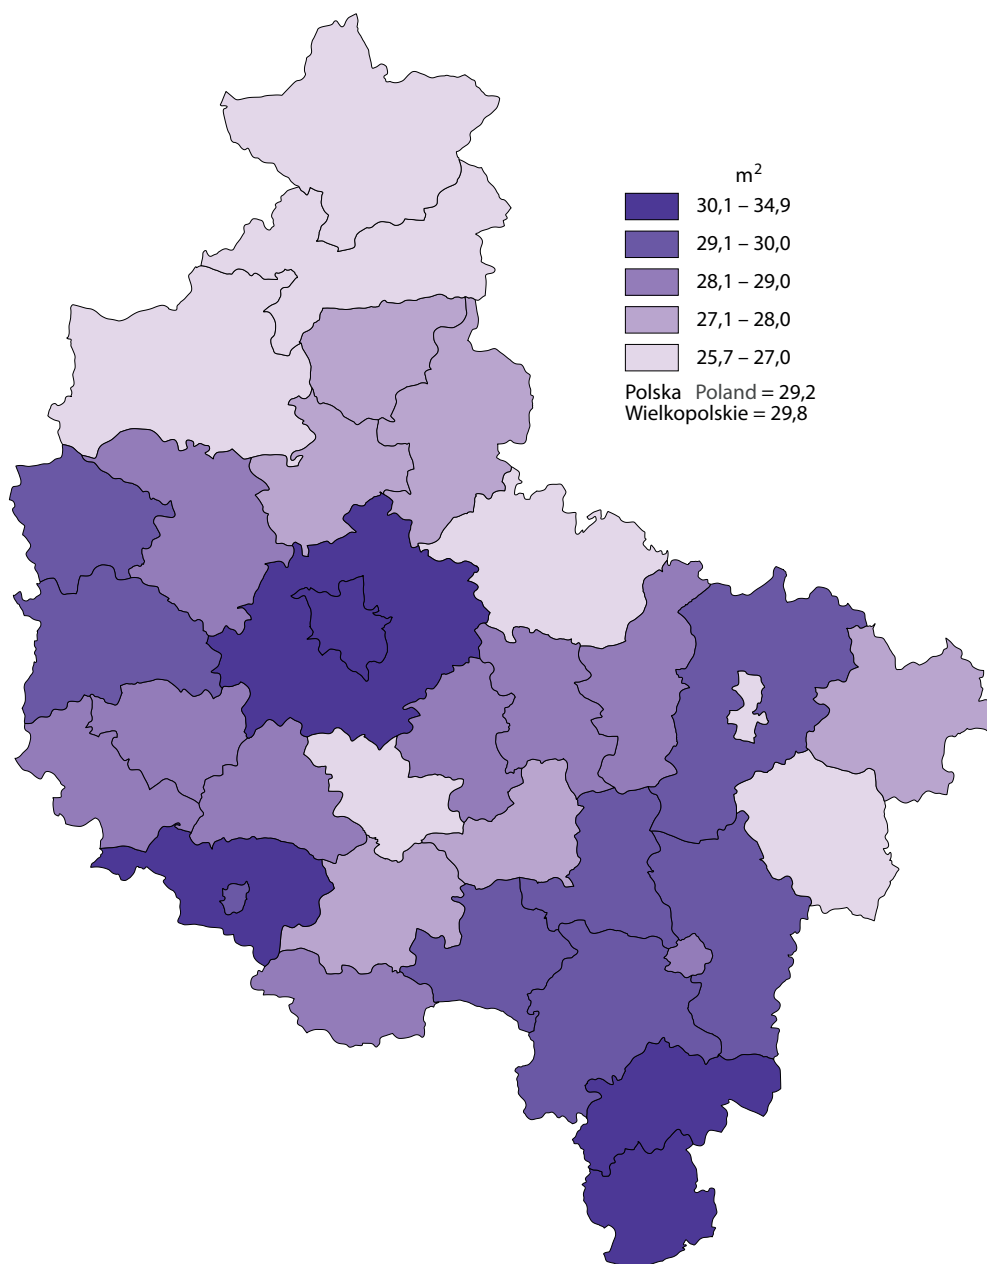 m²
30,1 – 34,9
29,1 – 30,0
28,1 – 29,0
27,1 – 28,0
25,7 – 27,0
Polska Poland = 29,2
Wielkopolskie = 29,8